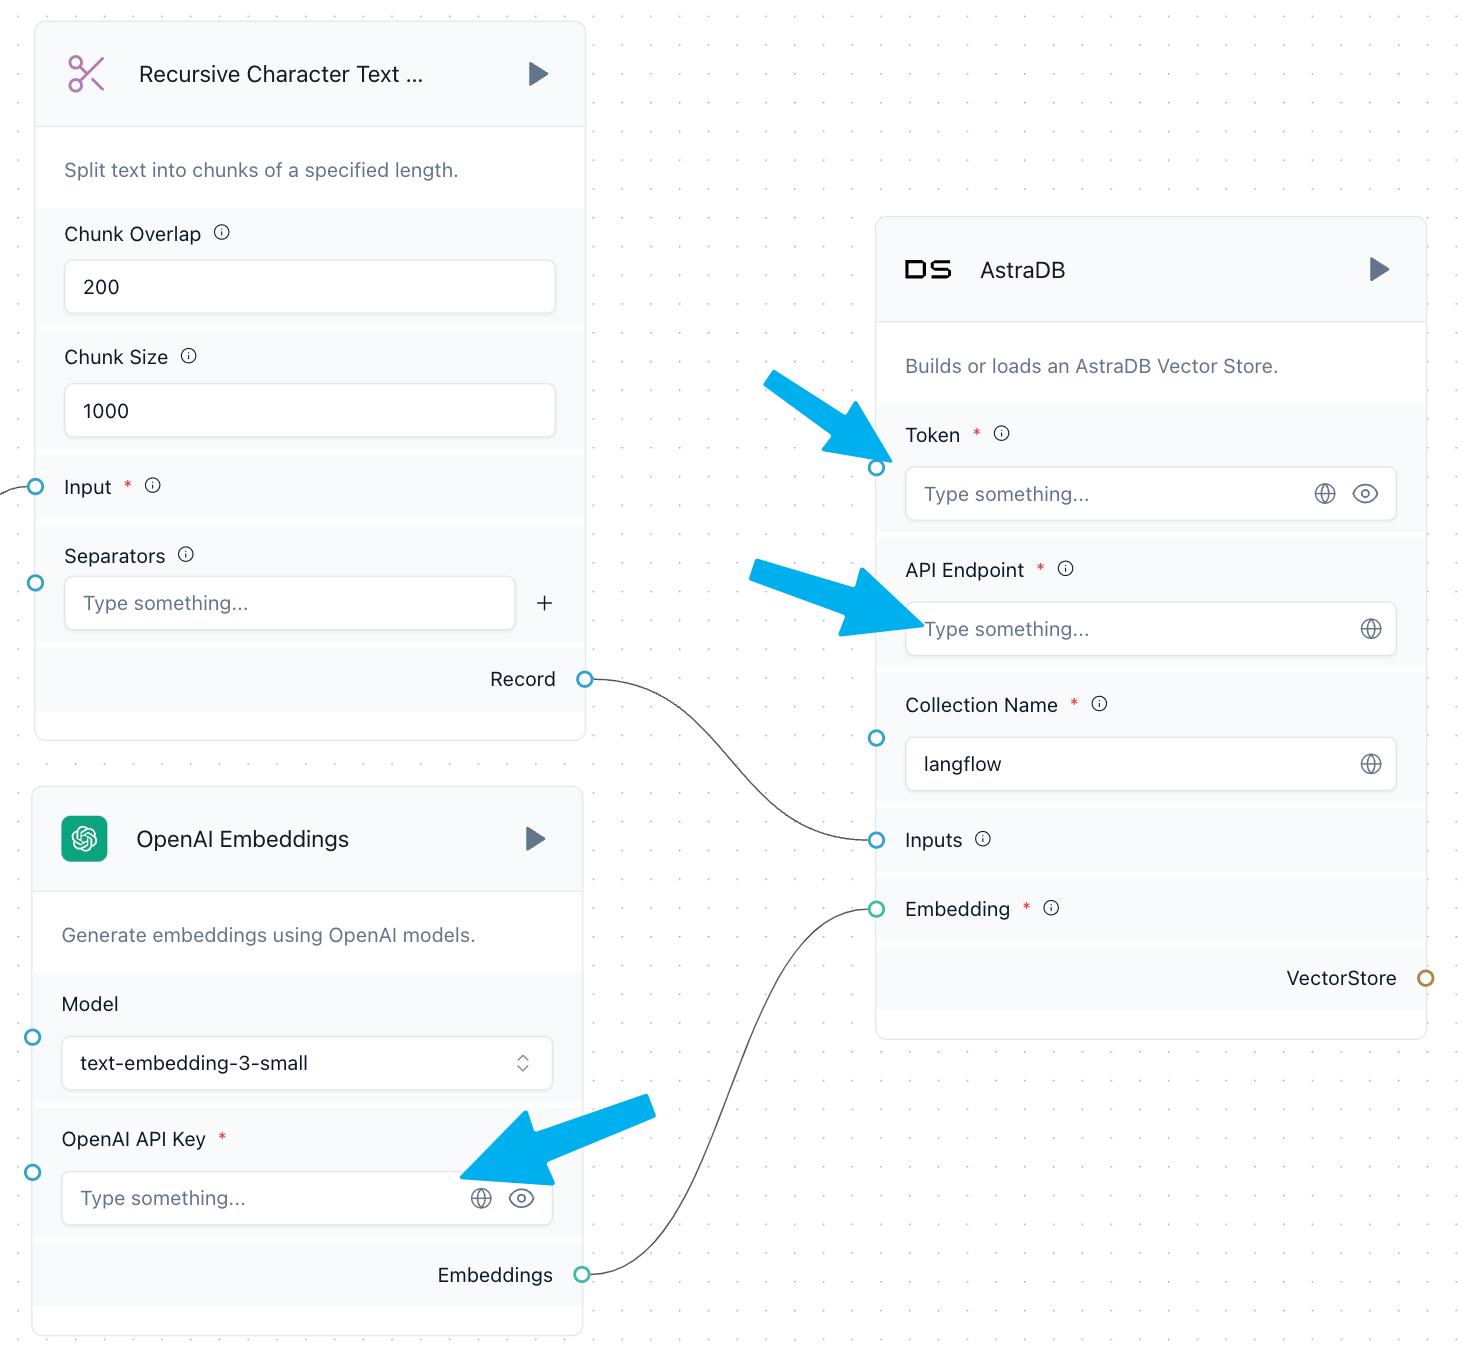 Recursive Character Text ...
Split text into chunks of a specified length.
Chunk Overlap
200
Chunk Size
1000
Input *
Separators
Type something...
Record
OpenAI Embeddings
Generate embeddings using OpenAI models.
Model
text-embedding-3-small
OpenAI API Key *
Type something...
Embeddings
DS AstraDB
Builds or loads an AstraDB Vector Store.
Token *
Type something...
API Endpoint *
Type something...
Collection Name *
langflow
Inputs
Embedding *
VectorStore